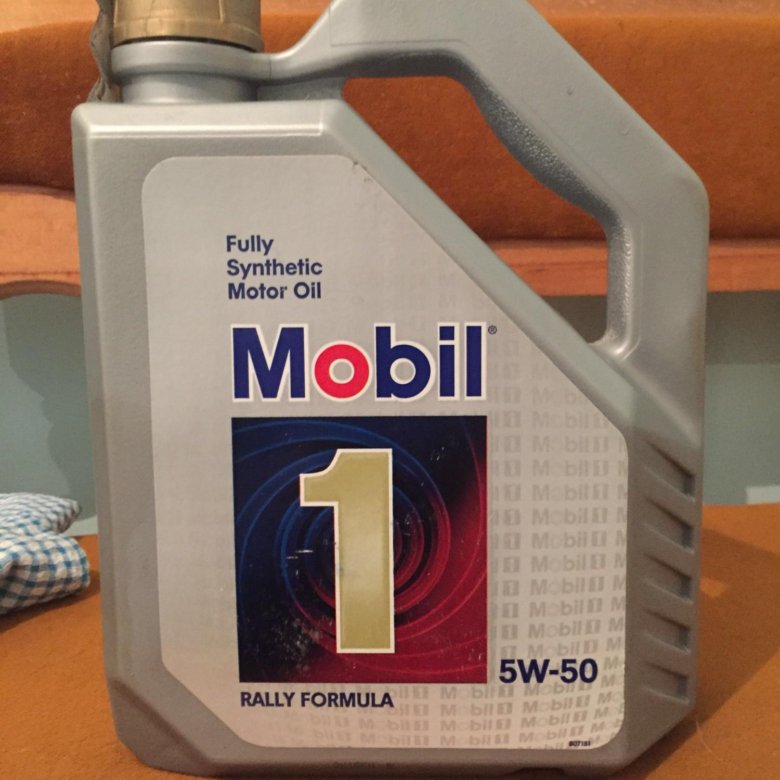 Fully
Synthetic
Motor Oil
Mobil®
1
5W-50
RALLY FORMULA